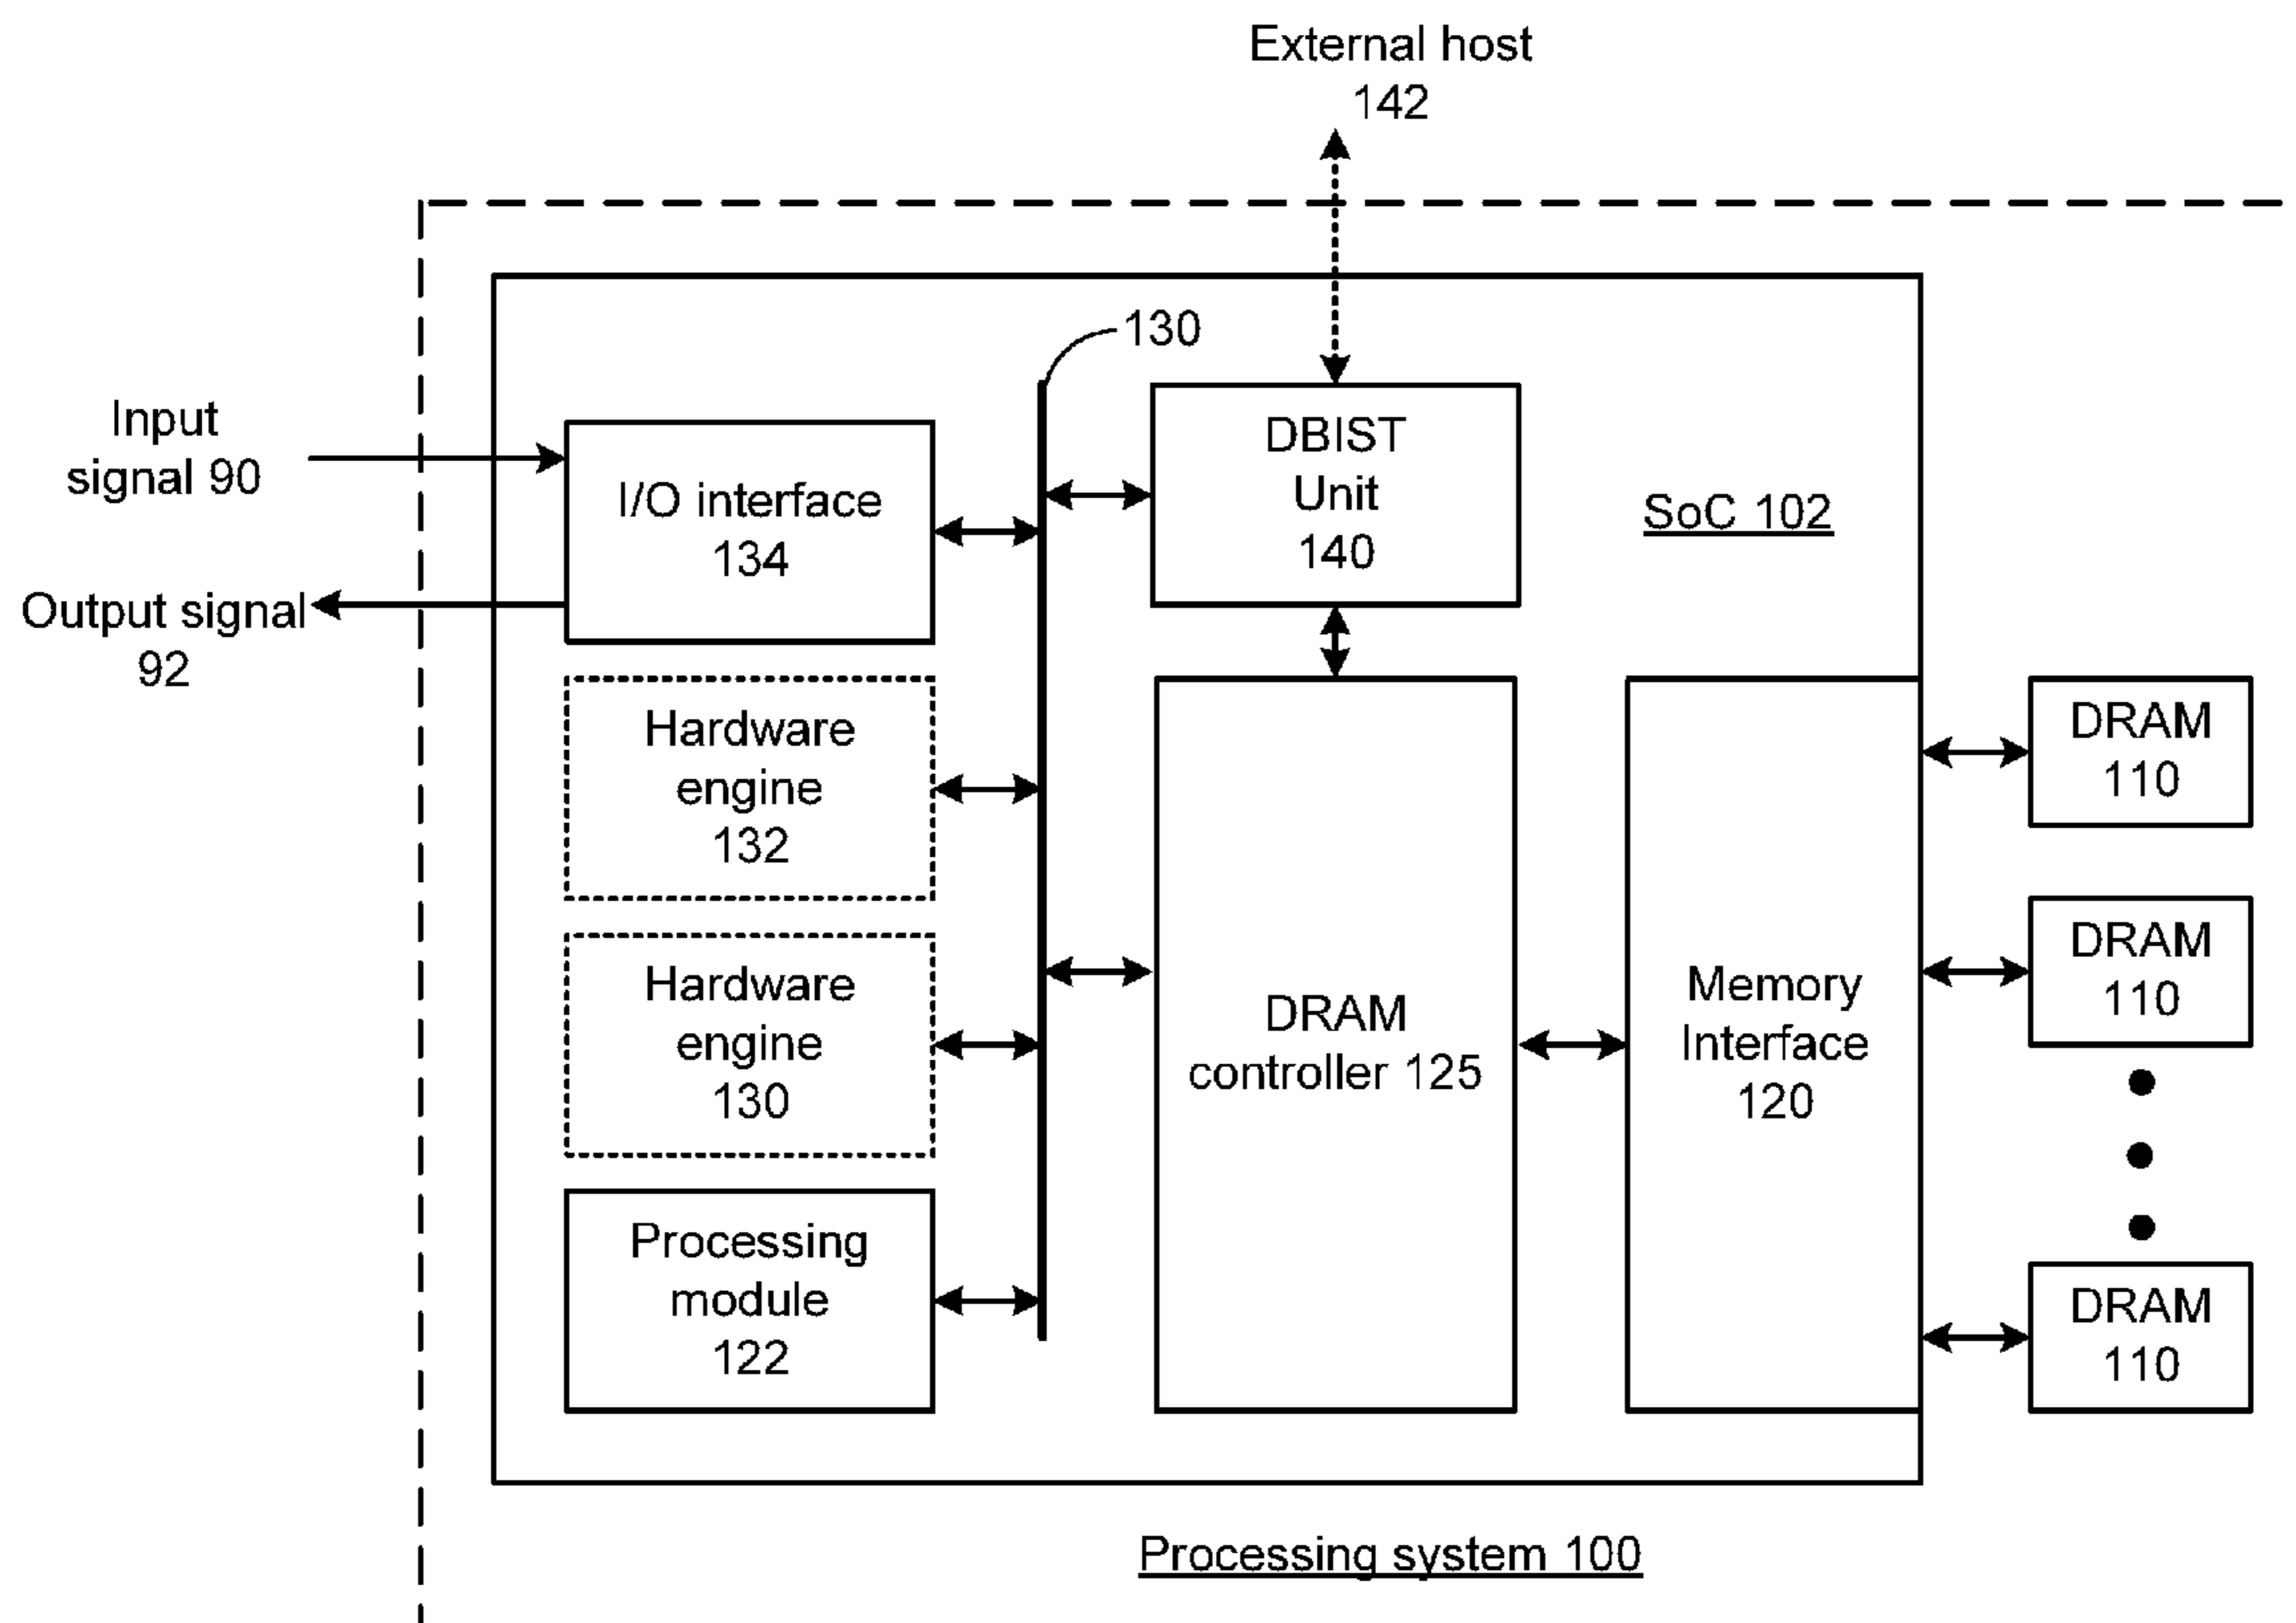 External host
142
130
Input
signal 90
I/O interface
134
Output signal
92
DBIST
Unit
140
SoC 102
Hardware
engine
132
Hardware
engine
130
Processing
module
122
DRAM
controller 125
Memory
Interface
120
DRAM
110
DRAM
110
DRAM
110
Processing system 100